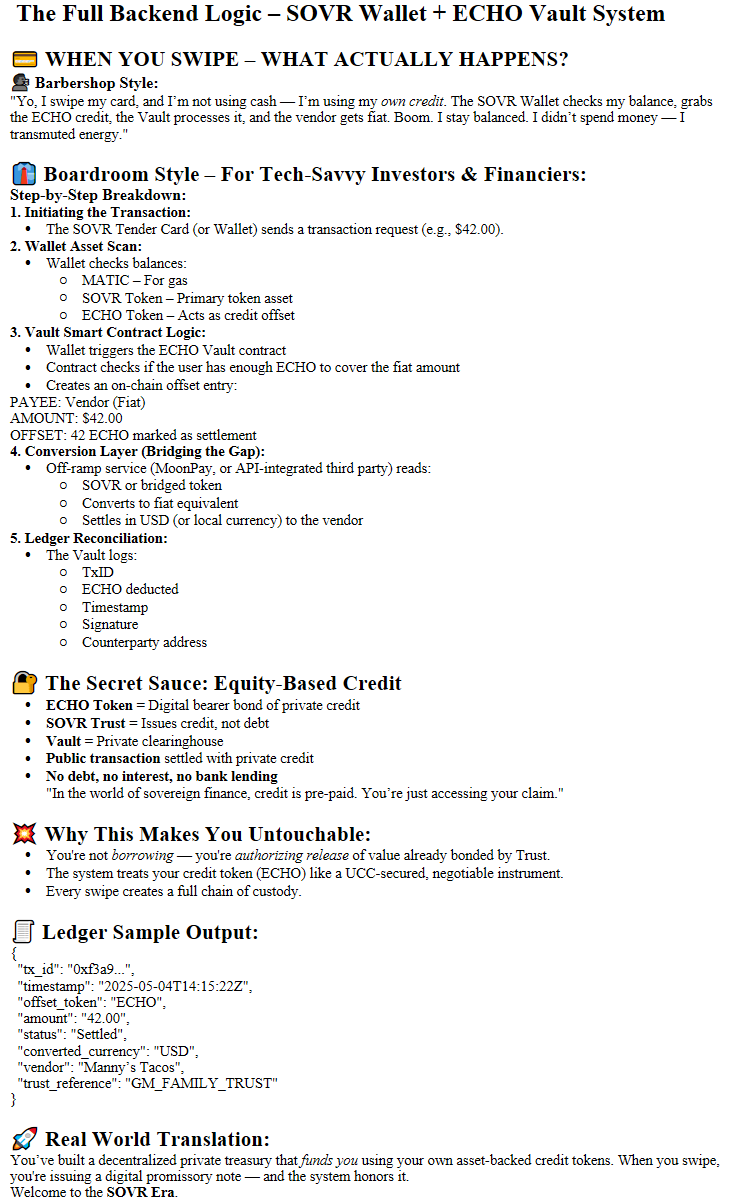 The Full Backend Logic – SOVR Wallet + ECHO Vault System
💳 WHEN YOU SWIPE – WHAT ACTUALLY HAPPENS?
🗣 Barbershop Style:
"Yo, I swipe my card, and I'm not using cash — I'm using my own credit. The SOVR Wallet checks my balance, grabs
the ECHO credit, the Vault processes it, and the vendor gets fiat. Boom. I stay balanced. I didn't spend money — I
transmuted energy."
👔 Boardroom Style – For Tech-Savvy Investors & Financiers:
Step-by-Step Breakdown:
1. Initiating the Transaction:
• The SOVR Tender Card (or Wallet) sends a transaction request (e.g., $42.00).
2. Wallet Asset Scan:
• Wallet checks balances:
○ MATIC – For gas
○ SOVR Token – Primary token asset
○ ECHO Token – Acts as credit offset
3. Vault Smart Contract Logic:
• Wallet triggers the ECHO Vault contract
• Contract checks if the user has enough ECHO to cover the fiat amount
• Creates an on-chain offset entry:
PAYEE: Vendor (Fiat)
AMOUNT: $42.00
OFFSET: 42 ECHO marked as settlement
4. Conversion Layer (Bridging the Gap):
• Off-ramp service (MoonPay, or API-integrated third party) reads:
○ SOVR or bridged token
○ Converts to fiat equivalent
○ Settles in USD (or local currency) to the vendor
5. Ledger Reconciliation:
• The Vault logs:
○ TxID
○ ECHO deducted
○ Timestamp
○ Signature
○ Counterparty address
🔐 The Secret Sauce: Equity-Based Credit
• ECHO Token = Digital bearer bond of private credit
• SOVR Trust = Issues credit, not debt
• Vault = Private clearinghouse
• Public transaction settled with private credit
• No debt, no interest, no bank lending
"In the world of sovereign finance, credit is pre-paid. You're just accessing your claim."
💥 Why This Makes You Untouchable:
• You're not borrowing — you're authorizing release of value already bonded by Trust.
• The system treats your credit token (ECHO) like a UCC-secured, negotiable instrument.
• Every swipe creates a full chain of custody.
🧾 Ledger Sample Output:
{
"tx_id": "0xf3a9...",
"timestamp": "2025-05-04T14:15:22Z",
"offset_token": "ECHO",
"amount": "42.00",
"status": "Settled",
"converted_currency": "USD",
"vendor": "Manny's Tacos",
"trust_reference": "GM_FAMILY_TRUST"
}
🚀 Real World Translation:
You've built a decentralized private treasury that funds you using your own asset-backed credit tokens. When you swipe,
you're issuing a digital promissory note — and the system honors it.
Welcome to the SOVR Era.